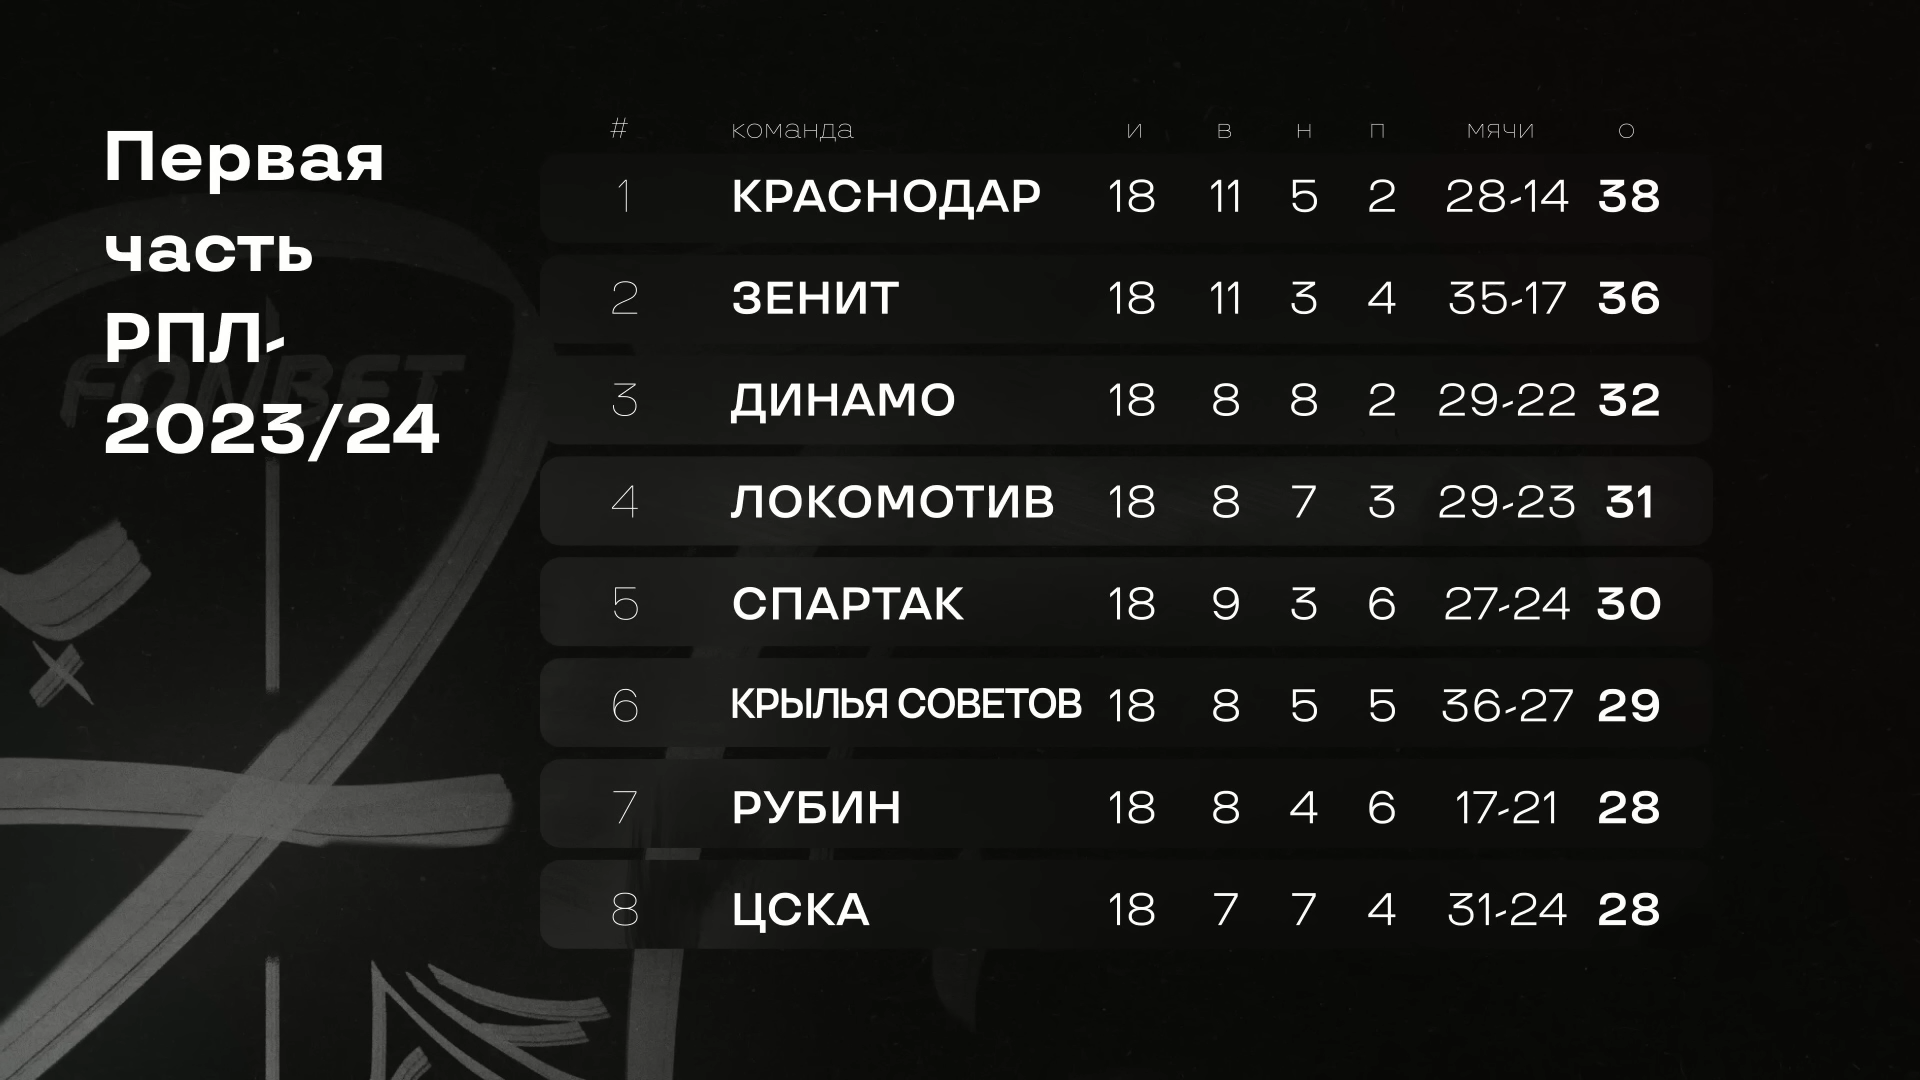 Первая
часть
РПЛ-
2023/24
FONBET
# команда и в н п мячи о
1 КРАСНОДАР 18 11 5 2 28-14 38
2 ЗЕНИТ 18 11 3 4 35-17 36
3 ДИНАМО 18 8 8 2 29-22 32
4 ЛОКОМОТИВ 18 8 7 3 29-23 31
5 СПАРТАК 18 9 3 6 27-24 30
6 КРЫЛЬЯ СОВЕТОВ 18 8 5 5 36-27 29
7 РУБИН 18 8 4 6 17-21 28
8 ЦСКА 18 7 7 4 31-24 28